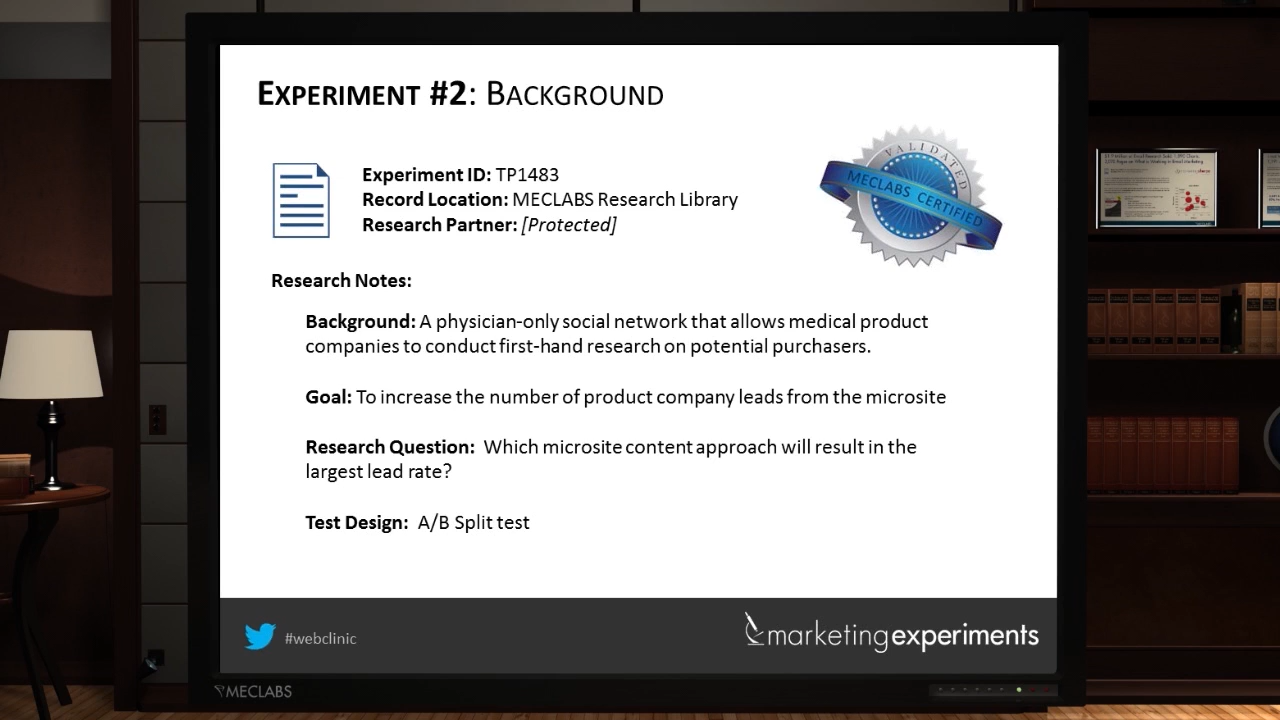 EXPERIMENT #2: BACKGROUND
VALIDATED
MECLABS CERTIFIED
Experiment ID: TP1483
Record Location: MECLABS Research Library
Research Partner: [Protected]
Research Notes:
Background: A physician-only social network that allows medical product
companies to conduct first-hand research on potential purchasers.
Goal: To increase the number of product company leads from the microsite
Research Question: Which microsite content approach will result in the
largest lead rate?
Test Design: A/B Split test
#webclinic
marketingexperiments
MECLABS